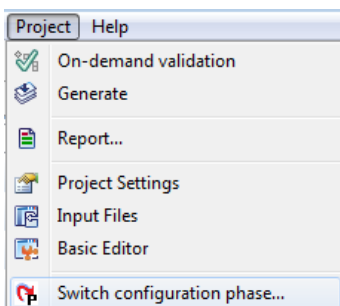 Project Help
On-demand validation
Generate
Report...
Project Settings
Input Files
Basic Editor
Switch configuration phase...